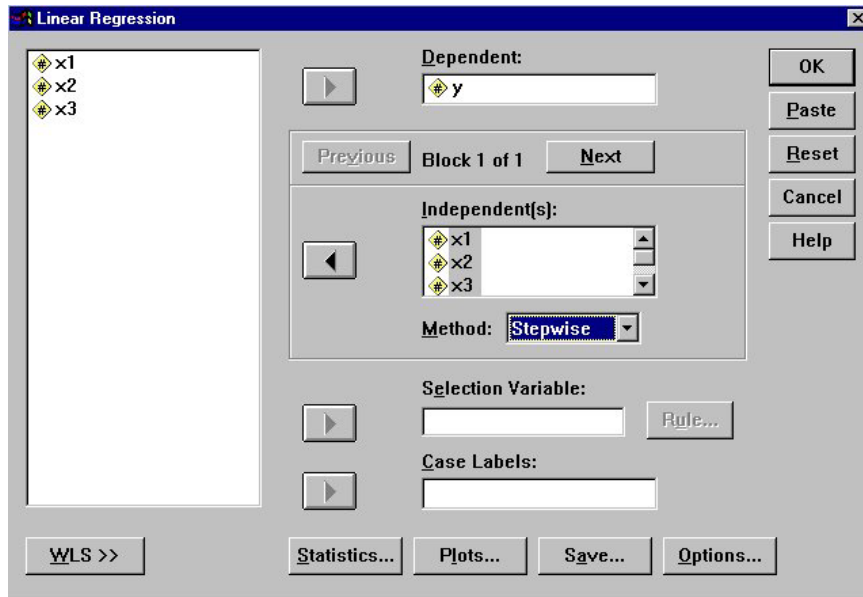 Linear Regression
x1
x2
x3
Dependent:
y
Previous
Block 1 of 1
Next
Independent(s):
x1
x2
x3
Method:
Stepwise
Selection Variable:
Rule...
Case Labels:
WLS >>
Statistics...
Plots...
Save...
Options...
OK
Paste
Reset
Cancel
Help